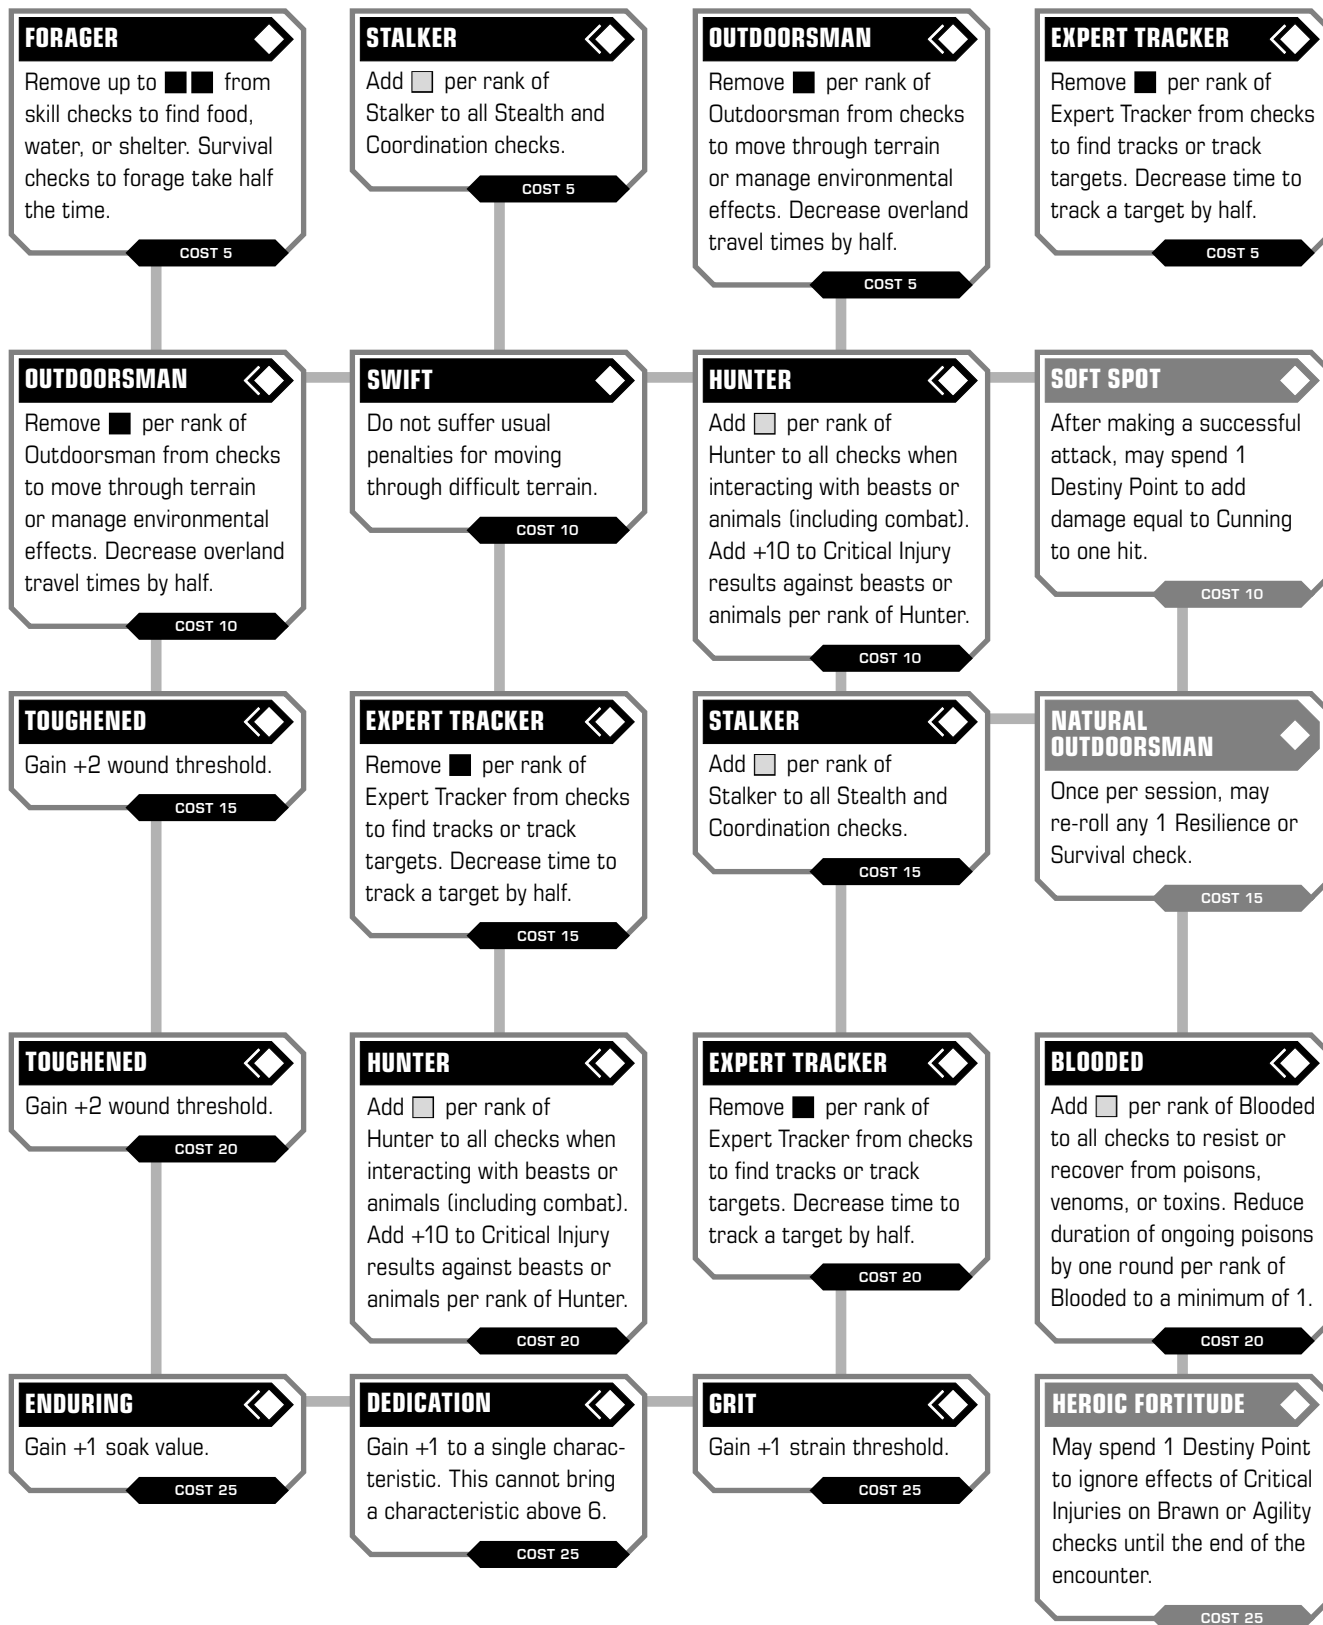 FORAGER
Remove up to from
skill checks to find food,
water, or shelter. Survival
checks to forage take half
the time.
COST 5
STALKER
Add per rank of
Stalker to all Stealth and
Coordination checks.
COST 5
OUTDOORSMAN
Remove per rank of
Outdoorsman from checks
to move through terrain
or manage environmental
effects. Decrease overland
travel times by half.
COST 5
EXPERT TRACKER
Remove per rank of
Expert Tracker from checks
to find tracks or track
targets. Decrease time to
track a target by half.
COST 5
OUTDOORSMAN
Remove per rank of
Outdoorsman from checks
to move through terrain
or manage environmental
effects. Decrease overland
travel times by half.
COST 10
SWIFT
Do not suffer usual
penalties for moving
through difficult terrain.
COST 10
HUNTER
Add per rank of
Hunter to all checks when
interacting with beasts or
animals (including combat).
Add +10 to Critical Injury
results against beasts or
animals per rank of Hunter.
COST 10
SOFT SPOT
After making a successful
attack, may spend 1
Destiny Point to add
damage equal to Cunning
to one hit.
COST 10
TOUGHENED
Gain +2 wound threshold.
COST 15
EXPERT TRACKER
Remove per rank of
Expert Tracker from checks
to find tracks or track
targets. Decrease time to
track a target by half.
COST 15
STALKER
Add per rank of
Stalker to all Stealth and
Coordination checks.
COST 15
NATURAL
OUTDOORSMAN
Once per session, may
re-roll any 1 Resilience or
Survival check.
COST 15
TOUGHENED
Gain +2 wound threshold.
COST 20
HUNTER
Add per rank of
Hunter to all checks when
interacting with beasts or
animals (including combat).
Add +10 to Critical Injury
results against beasts or
animals per rank of Hunter.
COST 20
EXPERT TRACKER
Remove per rank of
Expert Tracker from checks
to find tracks or track
targets. Decrease time to
track a target by half.
COST 20
BLOODED
Add per rank of Blooded
to all checks to resist or
recover from poisons,
venoms, or toxins. Reduce
duration of ongoing poisons
by one round per rank of
Blooded to a minimum of 1.
COST 20
ENDURING
Gain +1 soak value.
COST 25
DEDICATION
Gain +1 to a single charac-
teristic. This cannot bring
a characteristic above 6.
COST 25
GRIT
Gain +1 strain threshold.
COST 25
HEROIC FORTITUDE
May spend 1 Destiny Point
to ignore effects of Critical
Injuries on Brawn or Agility
checks until the end of the
encounter.
COST 25